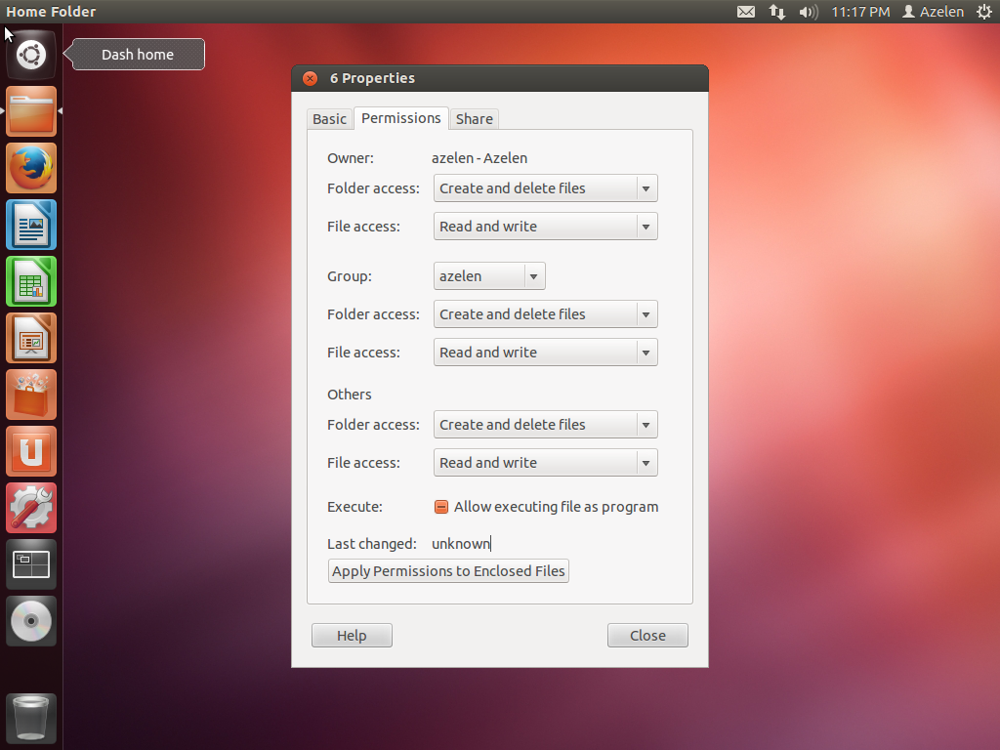 Home Folder
11:17 PM
Azelen
Dash home
6 Properties
Basic
Permissions
Share
Owner: azelen - Azelen
Folder access: Create and delete files
File access: Read and write
Group: azelen
Folder access: Create and delete files
File access: Read and write
Others
Folder access: Create and delete files
File access: Read and write
Execute: Allow executing file as program
Last changed: unknown
Apply Permissions to Enclosed Files
Help
Close